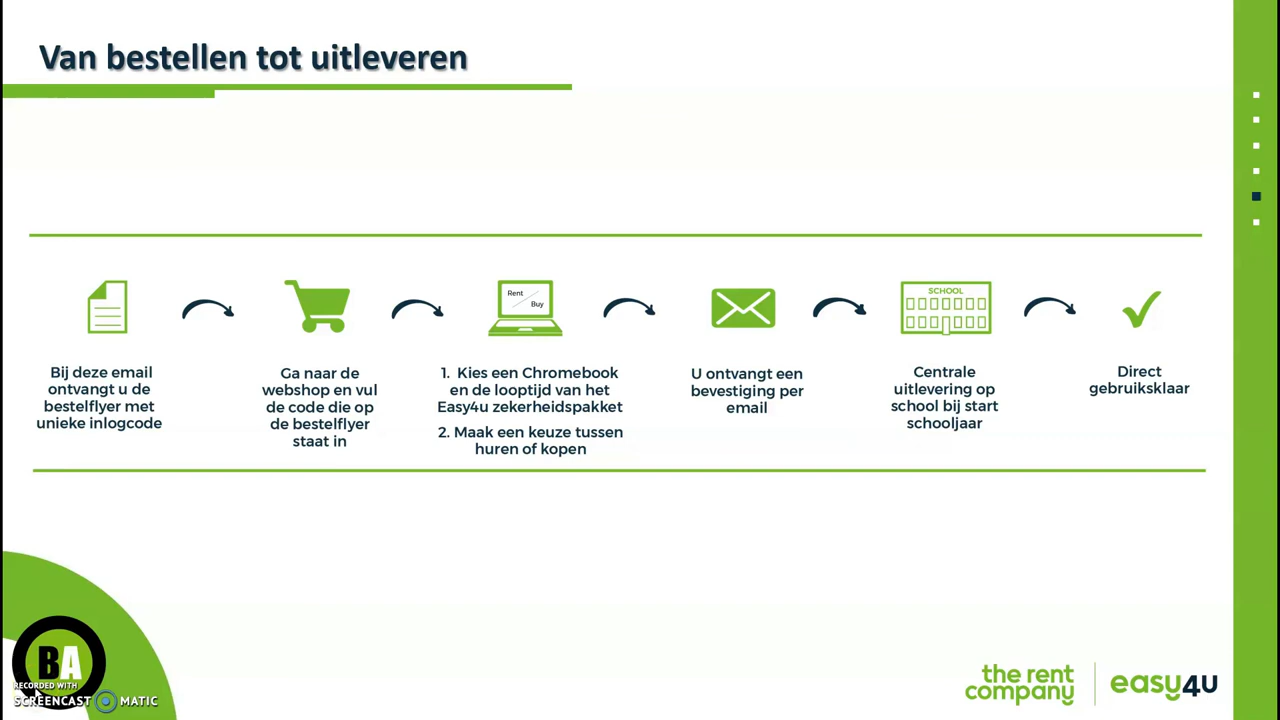 Van bestellen tot uitleveren
Rent
Buy
SCHOOL
Bij deze email
ontvangt u de
bestelflyer met
unieke inlogcode
Ga naar de
webshop en vul
de code die op
de bestelflyer
staat in
1. Kies een Chromebook
en de looptijd van het
Easy4u zekerheidspakket
2. Maak een keuze tussen
huren of kopen
U ontvangt een
bevestiging per
email
Centrale
uitlevering op
school bij start
schooljaar
Direct
gebruiksklaar
BA
RECORDED WITH
SCREENCAST MATIC
the rent
company
easy4u